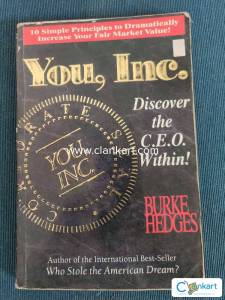 10 Simple Principles to Dramatically
Increase Your Fair Market Value!
You, Inc.
Discover
the
C.E.O.
Within!
www.clankart.com
CORPORATE SEAL
YOU,
INC.
BURKE
HEDGES
Author of the International Best-Seller
Who Stole the American Dream?
Clankart